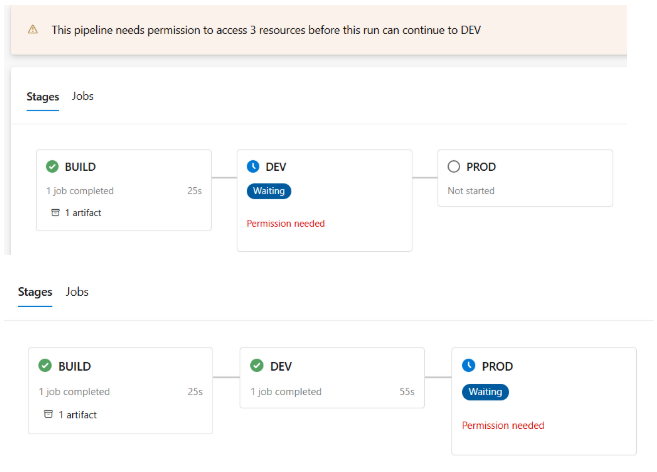 This pipeline needs permission to access 3 resources before this run can continue to DEV
Stages Jobs
BUILD DEV PROD
1 job completed 25s Waiting Not started
1 artifact
Permission needed
Stages Jobs
BUILD DEV PROD
1 job completed 25s 1 job completed 55s Waiting
1 artifact
Permission needed